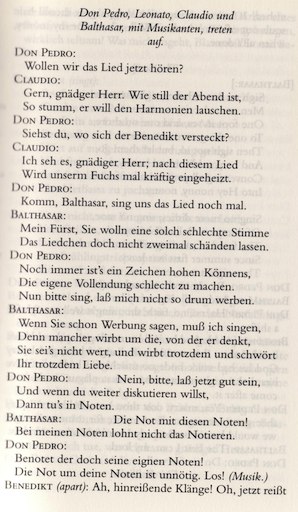 Don Pedro, Leonato, Claudio und
Balthasar, mit Musikanten, treten
auf.
DON PEDRO:
Wollen wir das Lied jetzt hören?
CLAUDIO:
Gern, gnädger Herr. Wie still der Abend ist,
So stumm, er will den Harmonien lauschen.
DON PEDRO:
Siehst du, wo sich der Benedikt versteckt?
CLAUDIO:
Ich seh es, gnädiger Herr; nach diesem Lied
Wird unserm Fuchs mal kräftig eingeheizt.
DON PEDRO:
Komm, Balthasar, sing uns das Lied noch mal.
BALTHASAR:
Mein Fürst, Sie wolln eine solch schlechte Stimme
Das Liedchen doch nicht zweimal schänden lassen.
DON PEDRO:
Noch immer ist's ein Zeichen hohen Könnens,
Die eigene Vollendung schlecht zu machen.
Nun bitte sing, laß mich nicht so drum werben.
BALTHASAR:
Wenn Sie schon Werbung sagen, muß ich singen,
Denn mancher wirbt um die, von der er denkt,
Sie sei's nicht wert, und wirbt trotzdem und schwört
Ihr trotzdem Liebe.
DON PEDRO: Nein, bitte, laß jetzt gut sein,
Und wenn du weiter diskutieren willst,
Dann tu's in Noten.
BALTHASAR: Die Not mit diesen Noten!
Bei meinen Noten lohnt nicht das Notieren.
DON PEDRO:
Benotet der doch seine eignen Noten!
Die Not um deine Not ist unnötig. Los! (Musik.)
BENEDIKT (apart): Ah, hinreißende Klänge! Oh, jetzt reißt